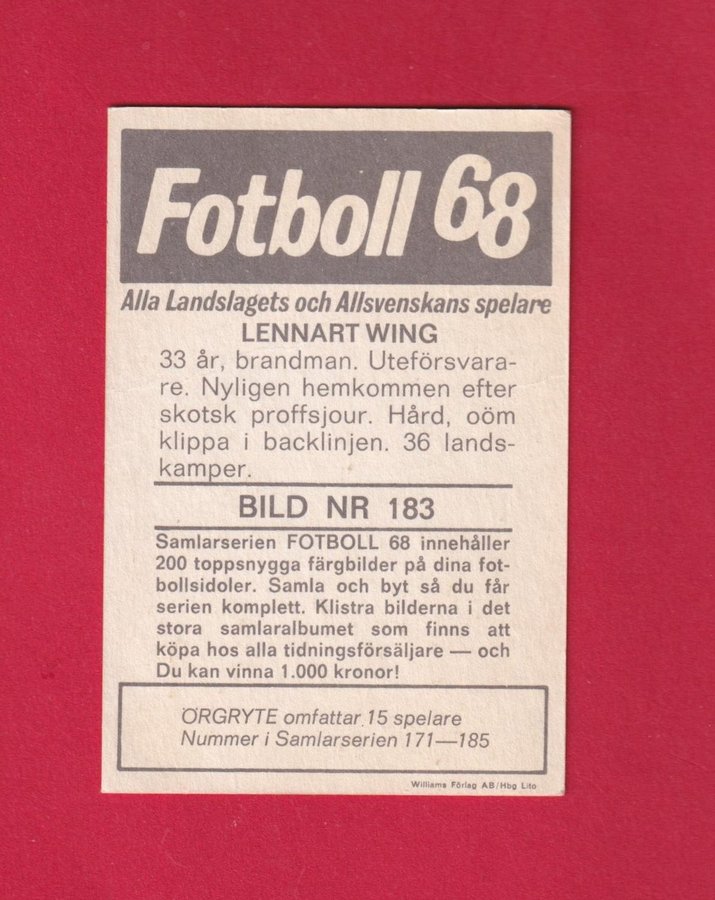 Fotboll 68
Alla Landslagets och Allsvenskans spelare
LENNART WING
33 år, brandman. Uteförsvara-
re. Nyligen hemkommen efter
skotsk proffsjour. Hård, oöm
klippa i backlinjen. 36 lands-
kamper.
BILD NR 183
Samlarserien FOTBOLL 68 innehåller
200 toppsnygga färgbilder på dina fot-
bollsidoler. Samla och byt så du får
serien komplett. Klistra bilderna i det
stora samlaralbumet som finns att
köpa hos alla tidningsförsäljare — och
Du kan vinna 1.000 kronor!
ÖRGRYTE omfattar 15 spelare
Nummer i Samlarserien 171—185
Williams Förlag AB/Hbg Lito